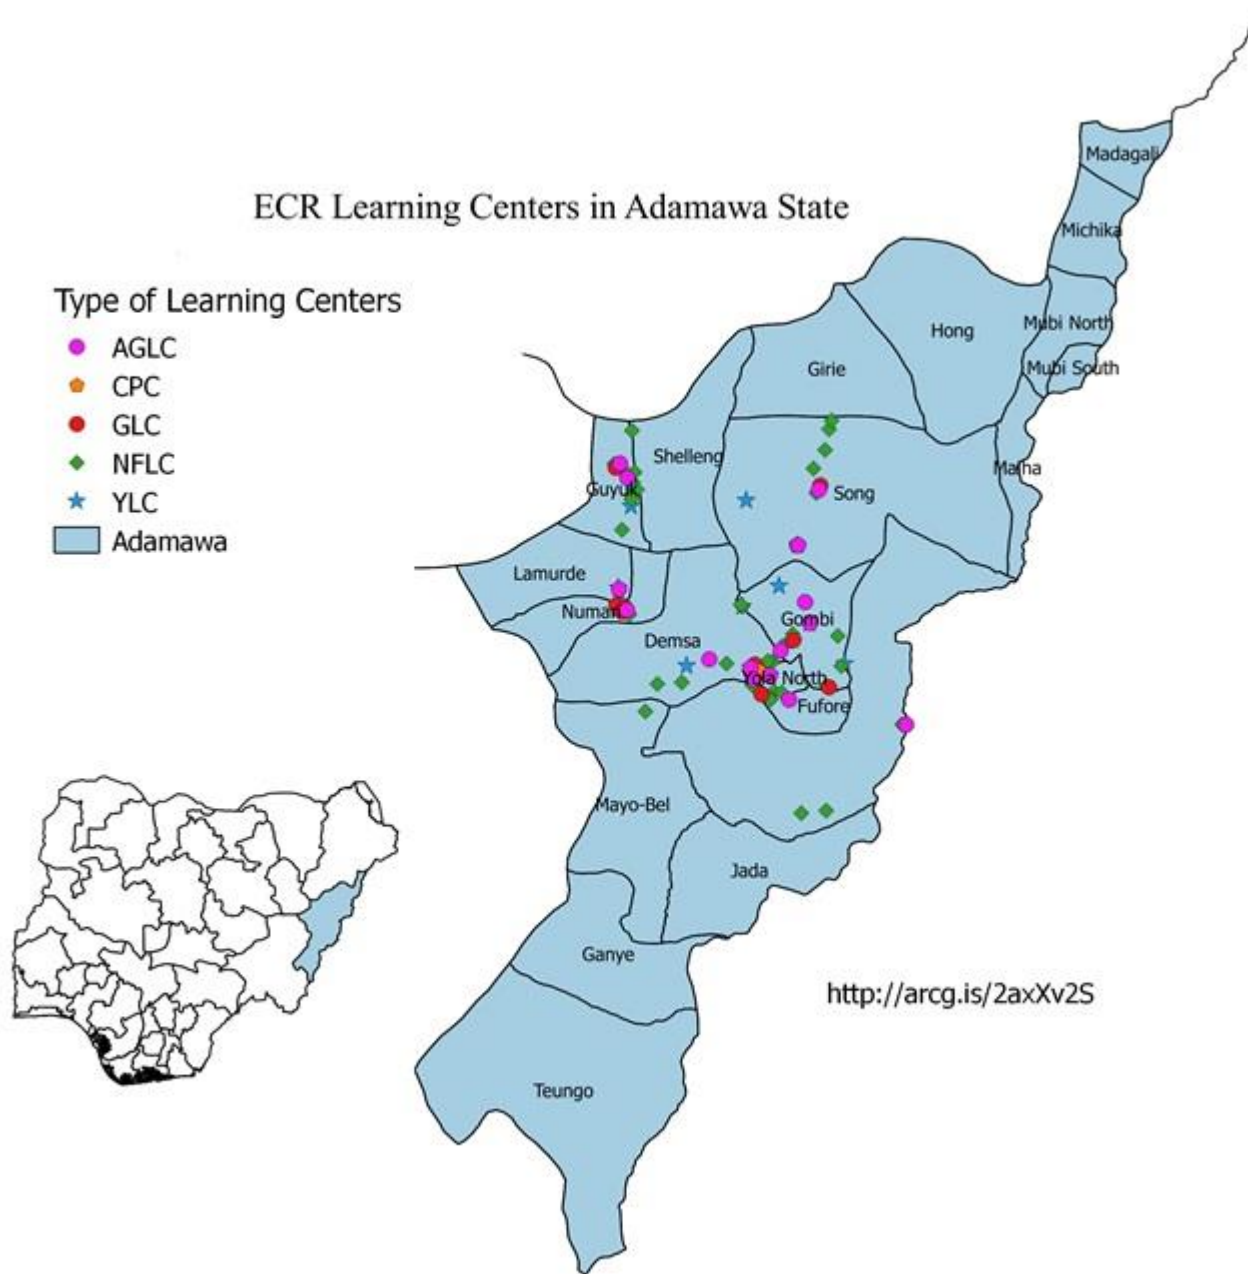 ECR Learning Centers in Adamawa State
Type of Learning Centers
AGLC
CPC
GLC
NFLC
YLC
Adamawa
Madagali
Michika
Mubi North
Hong
Mubi South
Girie
Shelleng
Maiha
Guyuk
Song
Lamurde
Numan
Gombi
Demsa
Yola North
Fufore
Mayo-Bel
Jada
Ganye
http://arcg.is/2axXv2S
Teungo